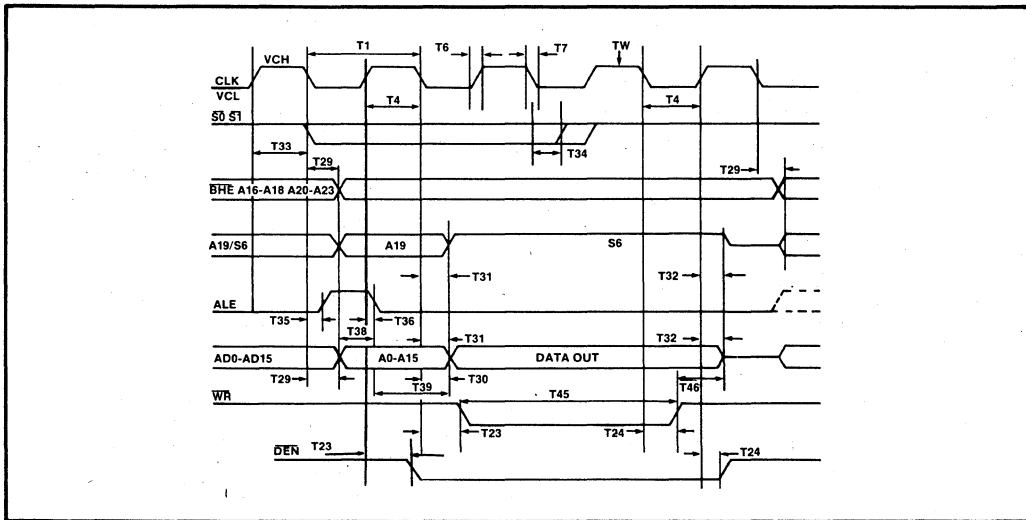 T1 T6 T7 TW
VCH
CLK
VCL
T4 T4
S0 S1
T33 T34
T29 T29
BHE A16-A18 A20-A23
A19/S6 A19 S6
T31 T32
ALE
T35 T36
T38 T31 T32
AD0-AD15 A0-A15 DATA OUT
T29 T39 T30 T46
WR T45
T23 T24
T23
DEN T24